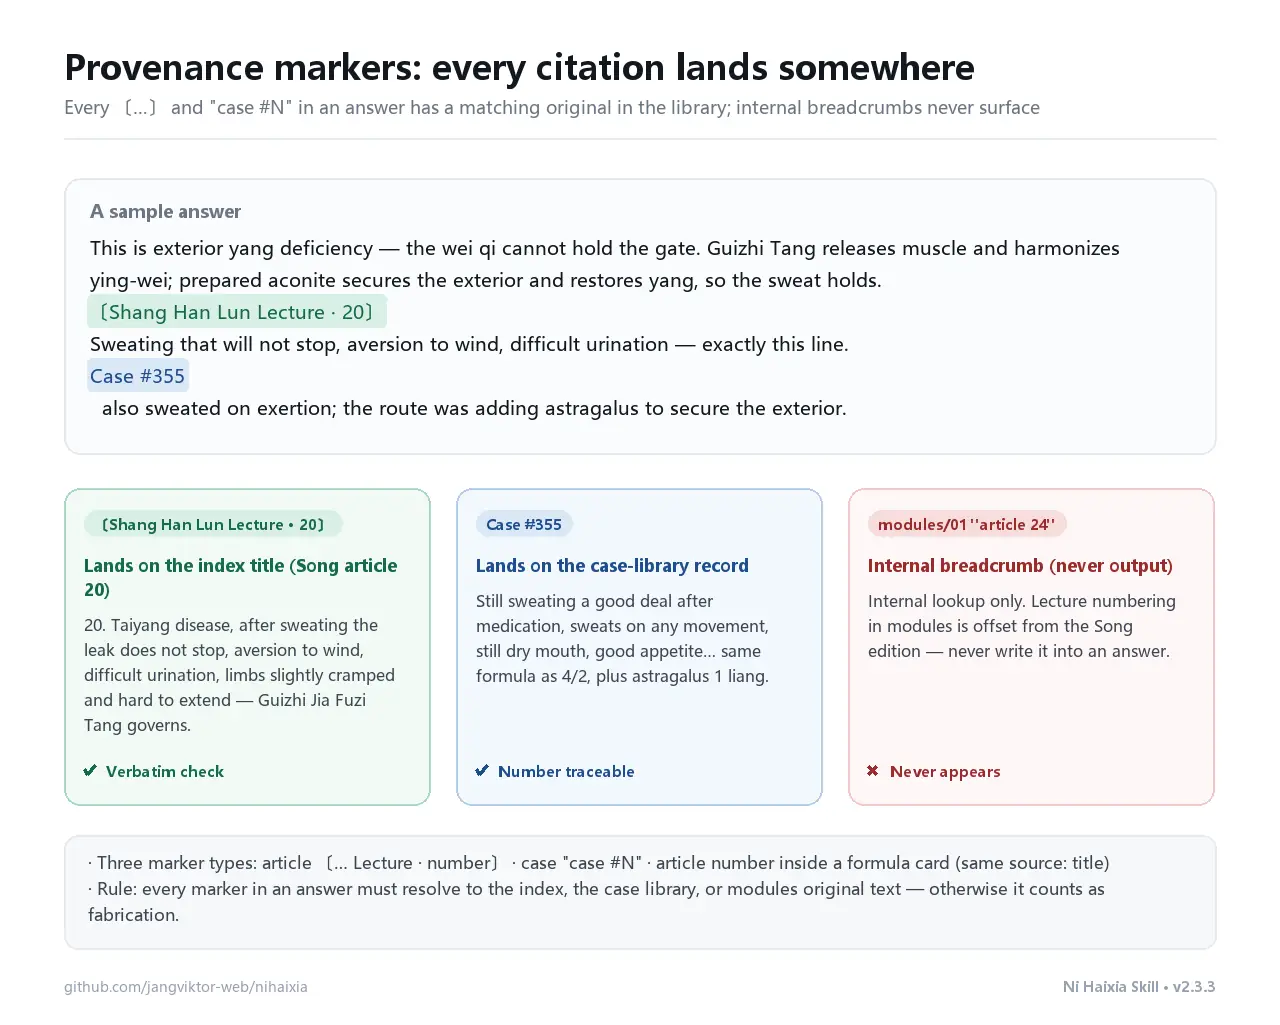 Provenance markers: every citation lands somewhere
Every 〔…〕 and "case #N" in an answer has a matching original in the library; internal breadcrumbs never surface
A sample answer
This is exterior yang deficiency — the wei qi cannot hold the gate. Guizhi Tang releases muscle and harmonizes
ying-wei; prepared aconite secures the exterior and restores yang, so the sweat holds.
〔Shang Han Lun Lecture · 20〕
Sweating that will not stop, aversion to wind, difficult urination — exactly this line.
Case #355
also sweated on exertion; the route was adding astragalus to secure the exterior.
〔Shang Han Lun Lecture • 20〕
Lands on the index title (Song article
20)
20. Taiyang disease, after sweating the
leak does not stop, aversion to wind,
difficult urination, limbs slightly cramped
and hard to extend — Guizhi Jia Fuzi
Tang governs.
✔ Verbatim check
Case #355
Lands on the case-library record
Still sweating a good deal after
medication, sweats on any movement,
still dry mouth, good appetite… same
formula as 4/2, plus astragalus 1 liang.
✔ Number traceable
modules/01 "article 24"
Internal breadcrumb (never output)
Internal lookup only. Lecture numbering
in modules is offset from the Song
edition — never write it into an answer.
✖ Never appears
· Three marker types: article 〔… Lecture · number〕 · case "case #N" · article number inside a formula card (same source: title)
· Rule: every marker in an answer must resolve to the index, the case library, or modules original text — otherwise it counts as
fabrication.
github.com/jangviktor-web/nihaixia
Ni Haixia Skill • v2.3.3